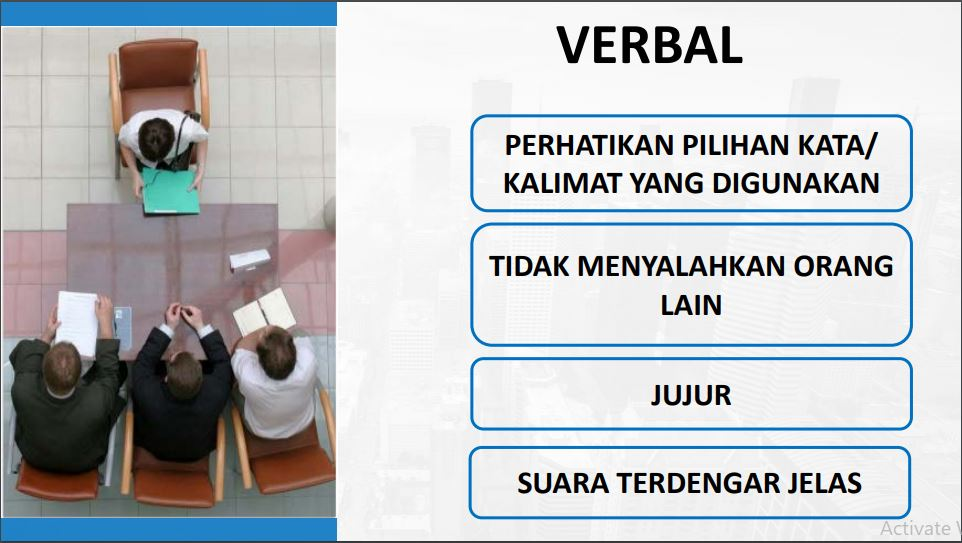 VERBAL
PERHATIKAN PILIHAN KATA/
KALIMAT YANG DIGUNAKAN
TIDAK MENYALAHKAN ORANG
LAIN
JUJUR
SUARA TERDENGAR JELAS
Activate